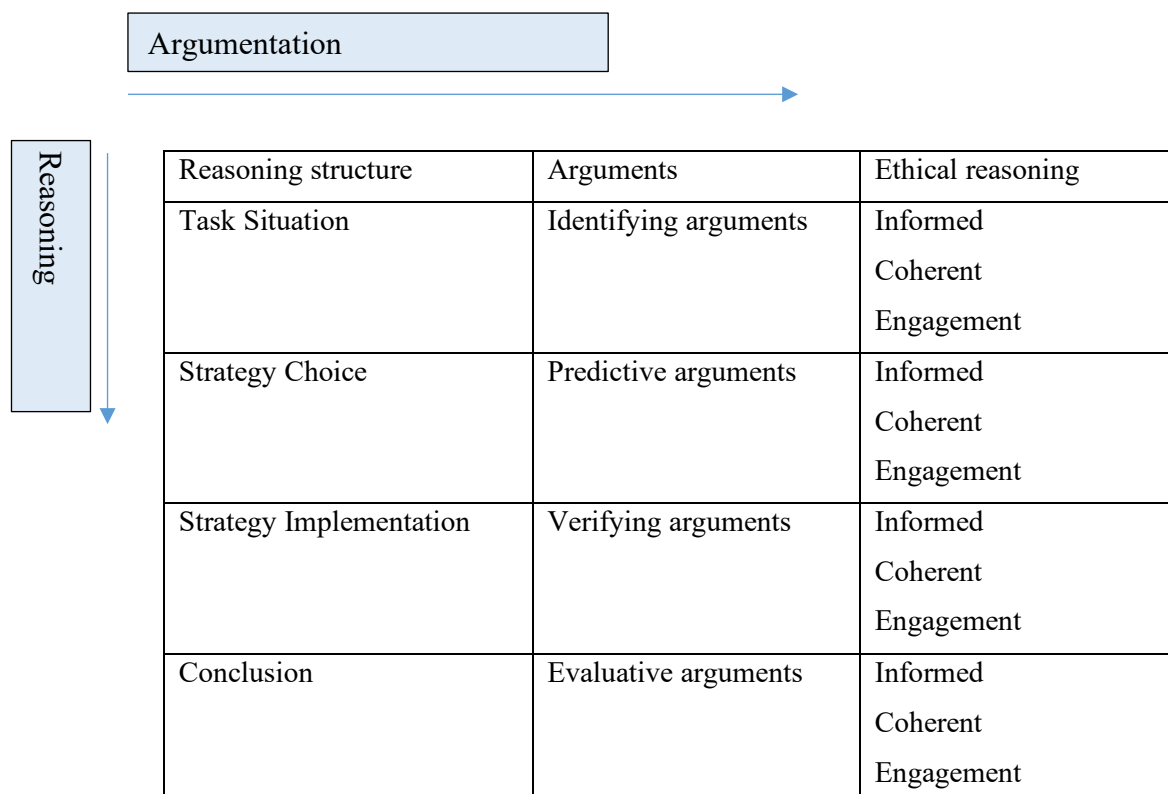 Argumentation
Reasoning
Reasoning structure Arguments Ethical reasoning
Task Situation Identifying arguments Informed
Coherent
Engagement
Strategy Choice Predictive arguments Informed
Coherent
Engagement
Strategy Implementation Verifying arguments Informed
Coherent
Engagement
Conclusion Evaluative arguments Informed
Coherent
Engagement